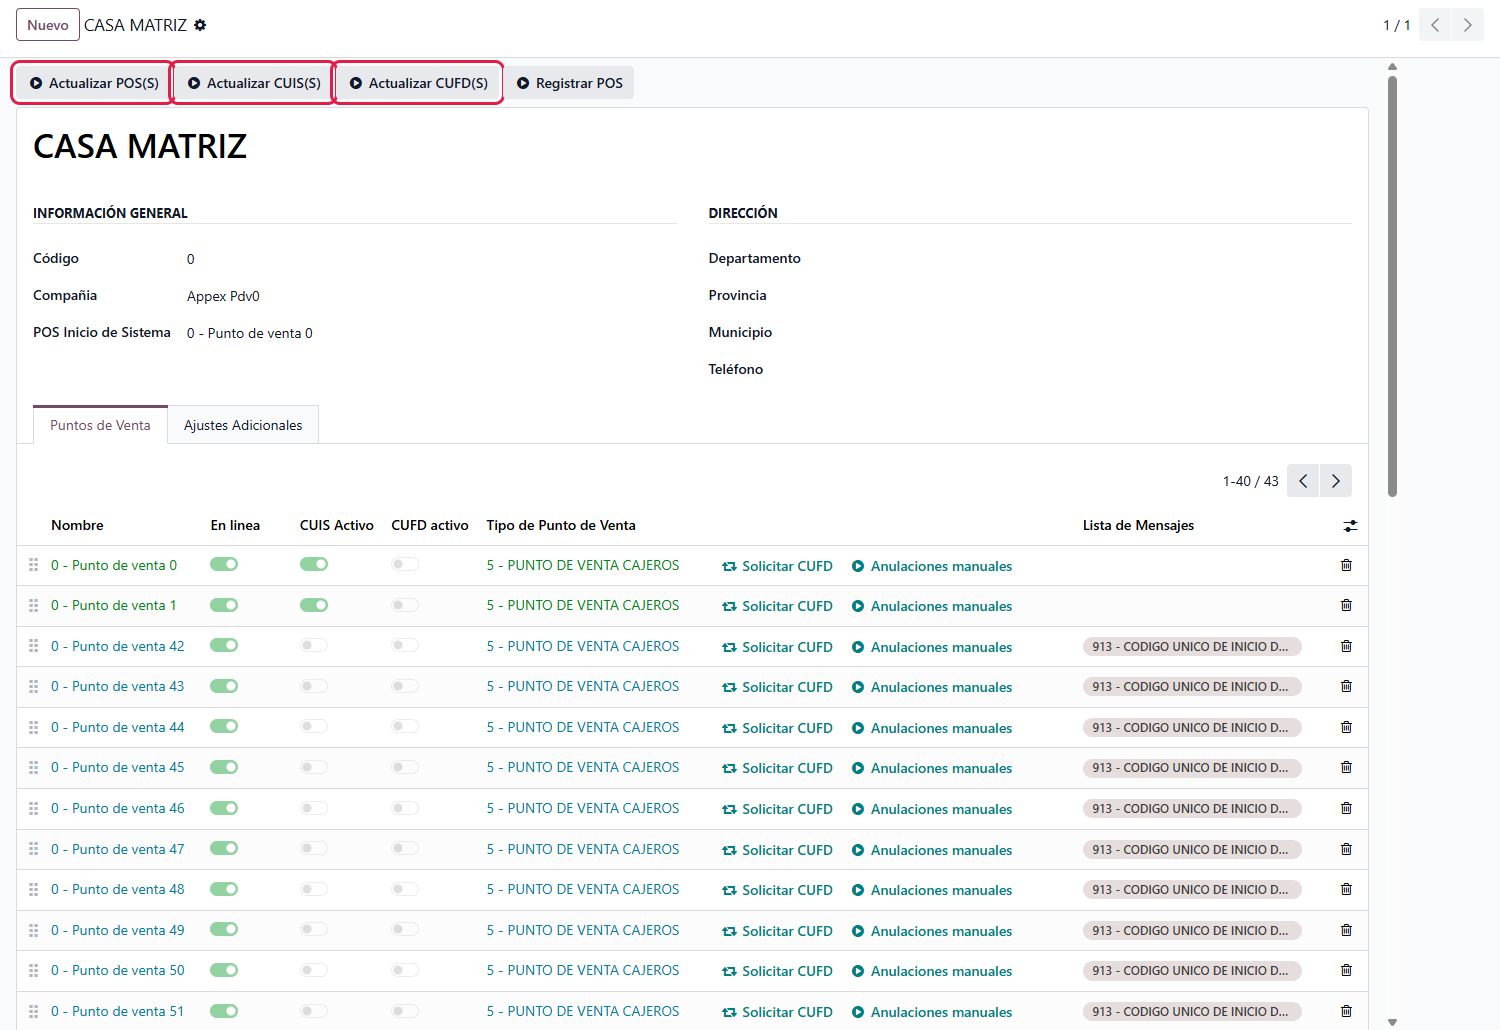 Nuevo CASA MATRIZ 1 / 1
Actualizar POS(S) Actualizar CUIS(S) Actualizar CUFD(S) Registrar POS
CASA MATRIZ
INFORMACIÓN GENERAL DIRECCIÓN
Código 0 Departamento
Compañia Appex Pdv0 Provincia
POS Inicio de Sistema 0 - Punto de venta 0 Municipio
Teléfono
Puntos de Venta Ajustes Adicionales
1-40 / 43
Nombre En linea CUIS Activo CUFD activo Tipo de Punto de Venta Lista de Mensajes
0 - Punto de venta 0 5 - PUNTO DE VENTA CAJEROS Solicitar CUFD Anulaciones manuales
0 - Punto de venta 1 5 - PUNTO DE VENTA CAJEROS Solicitar CUFD Anulaciones manuales
0 - Punto de venta 42 5 - PUNTO DE VENTA CAJEROS Solicitar CUFD Anulaciones manuales 913 - CODIGO UNICO DE INICIO D...
0 - Punto de venta 43 5 - PUNTO DE VENTA CAJEROS Solicitar CUFD Anulaciones manuales 913 - CODIGO UNICO DE INICIO D...
0 - Punto de venta 44 5 - PUNTO DE VENTA CAJEROS Solicitar CUFD Anulaciones manuales 913 - CODIGO UNICO DE INICIO D...
0 - Punto de venta 45 5 - PUNTO DE VENTA CAJEROS Solicitar CUFD Anulaciones manuales 913 - CODIGO UNICO DE INICIO D...
0 - Punto de venta 46 5 - PUNTO DE VENTA CAJEROS Solicitar CUFD Anulaciones manuales 913 - CODIGO UNICO DE INICIO D...
0 - Punto de venta 47 5 - PUNTO DE VENTA CAJEROS Solicitar CUFD Anulaciones manuales 913 - CODIGO UNICO DE INICIO D...
0 - Punto de venta 48 5 - PUNTO DE VENTA CAJEROS Solicitar CUFD Anulaciones manuales 913 - CODIGO UNICO DE INICIO D...
0 - Punto de venta 49 5 - PUNTO DE VENTA CAJEROS Solicitar CUFD Anulaciones manuales 913 - CODIGO UNICO DE INICIO D...
0 - Punto de venta 50 5 - PUNTO DE VENTA CAJEROS Solicitar CUFD Anulaciones manuales 913 - CODIGO UNICO DE INICIO D...
0 - Punto de venta 51 5 - PUNTO DE VENTA CAJEROS Solicitar CUFD Anulaciones manuales 913 - CODIGO UNICO DE INICIO D...